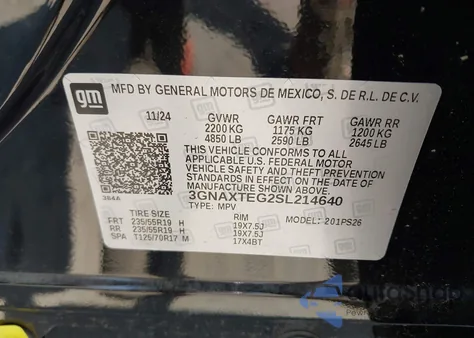 gm
MFD BY GENERAL MOTORS DE MEXICO, S. DE R.L. DE C.V.
11/24 GVWR GAWR FRT GAWR RR
2200 KG 1175 KG 1200 KG
4850 LB 2590 LB 2645 LB
THIS VEHICLE CONFORMS TO ALL
APPLICABLE U.S. FEDERAL MOTOR
VEHICLE SAFETY AND THEFT PREVENTION
STANDARDS IN EFFECT ON THE DATE OF
MANUFACTURE SHOWN ABOVE.
3GNAXTEG2SL214640
TYPE: MPV
384A
MODEL: 201PS26
TIRE SIZE RIM
FRT 235/55R19 H 19X7.5J
RR 235/55R19 H 19X7.5J
SPA T125/70R17 M 17X4BT